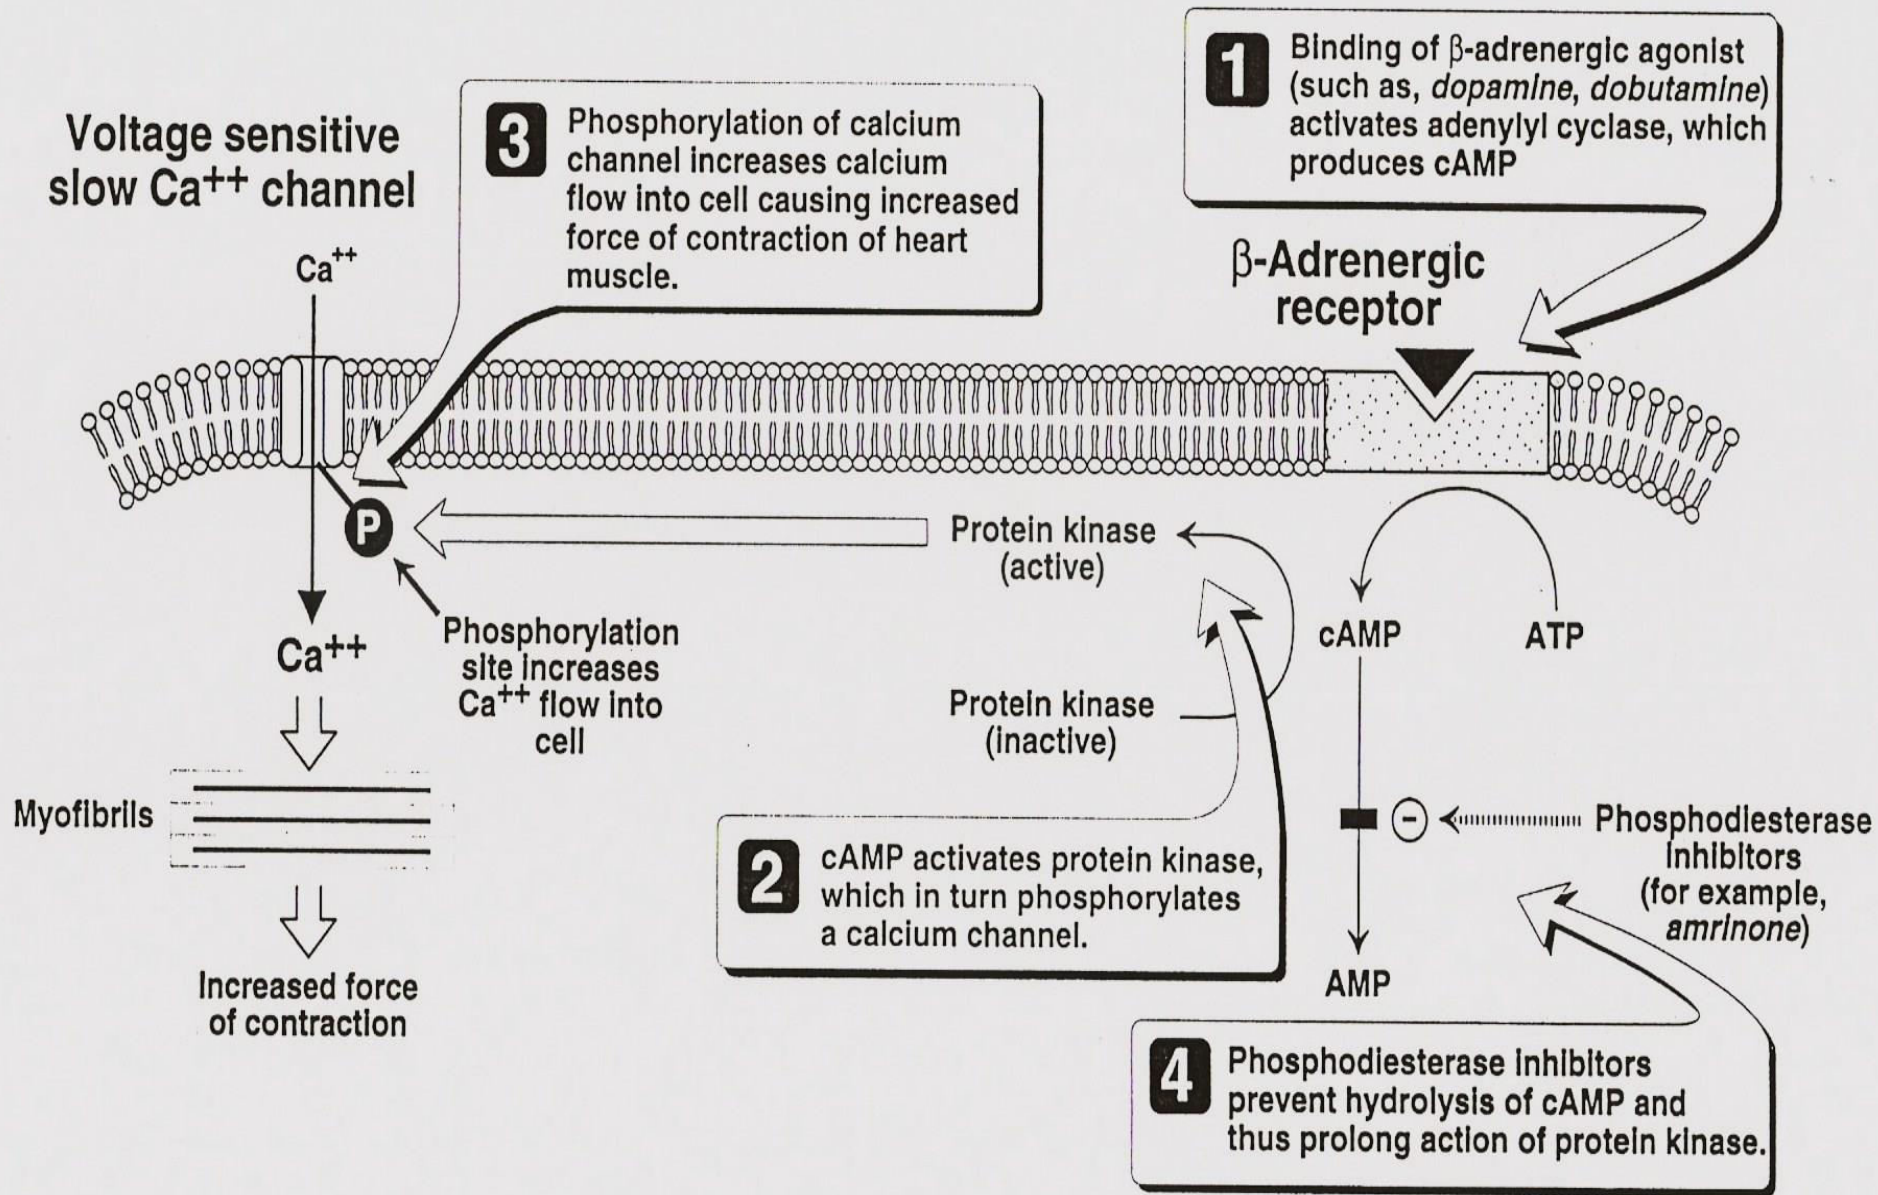 1
Binding of β-adrenergic agonist
(such as, dopamine, dobutamine)
activates adenylyl cyclase, which
produces cAMP
3
Phosphorylation of calcium
channel increases calcium
flow into cell causing increased
force of contraction of heart
muscle.
Voltage sensitive
slow Ca++ channel
Ca++
β-Adrenergic
receptor
P
Protein kinase
(active)
cAMP
ATP
Ca++
Phosphorylation
site increases
Ca++ flow into
cell
Protein kinase
(inactive)
Myofibrils
-
Phosphodiesterase
inhibitors
(for example,
amrinone)
2
cAMP activates protein kinase,
which in turn phosphorylates
a calcium channel.
AMP
Increased force
of contraction
4
Phosphodiesterase inhibitors
prevent hydrolysis of cAMP and
thus prolong action of protein kinase.